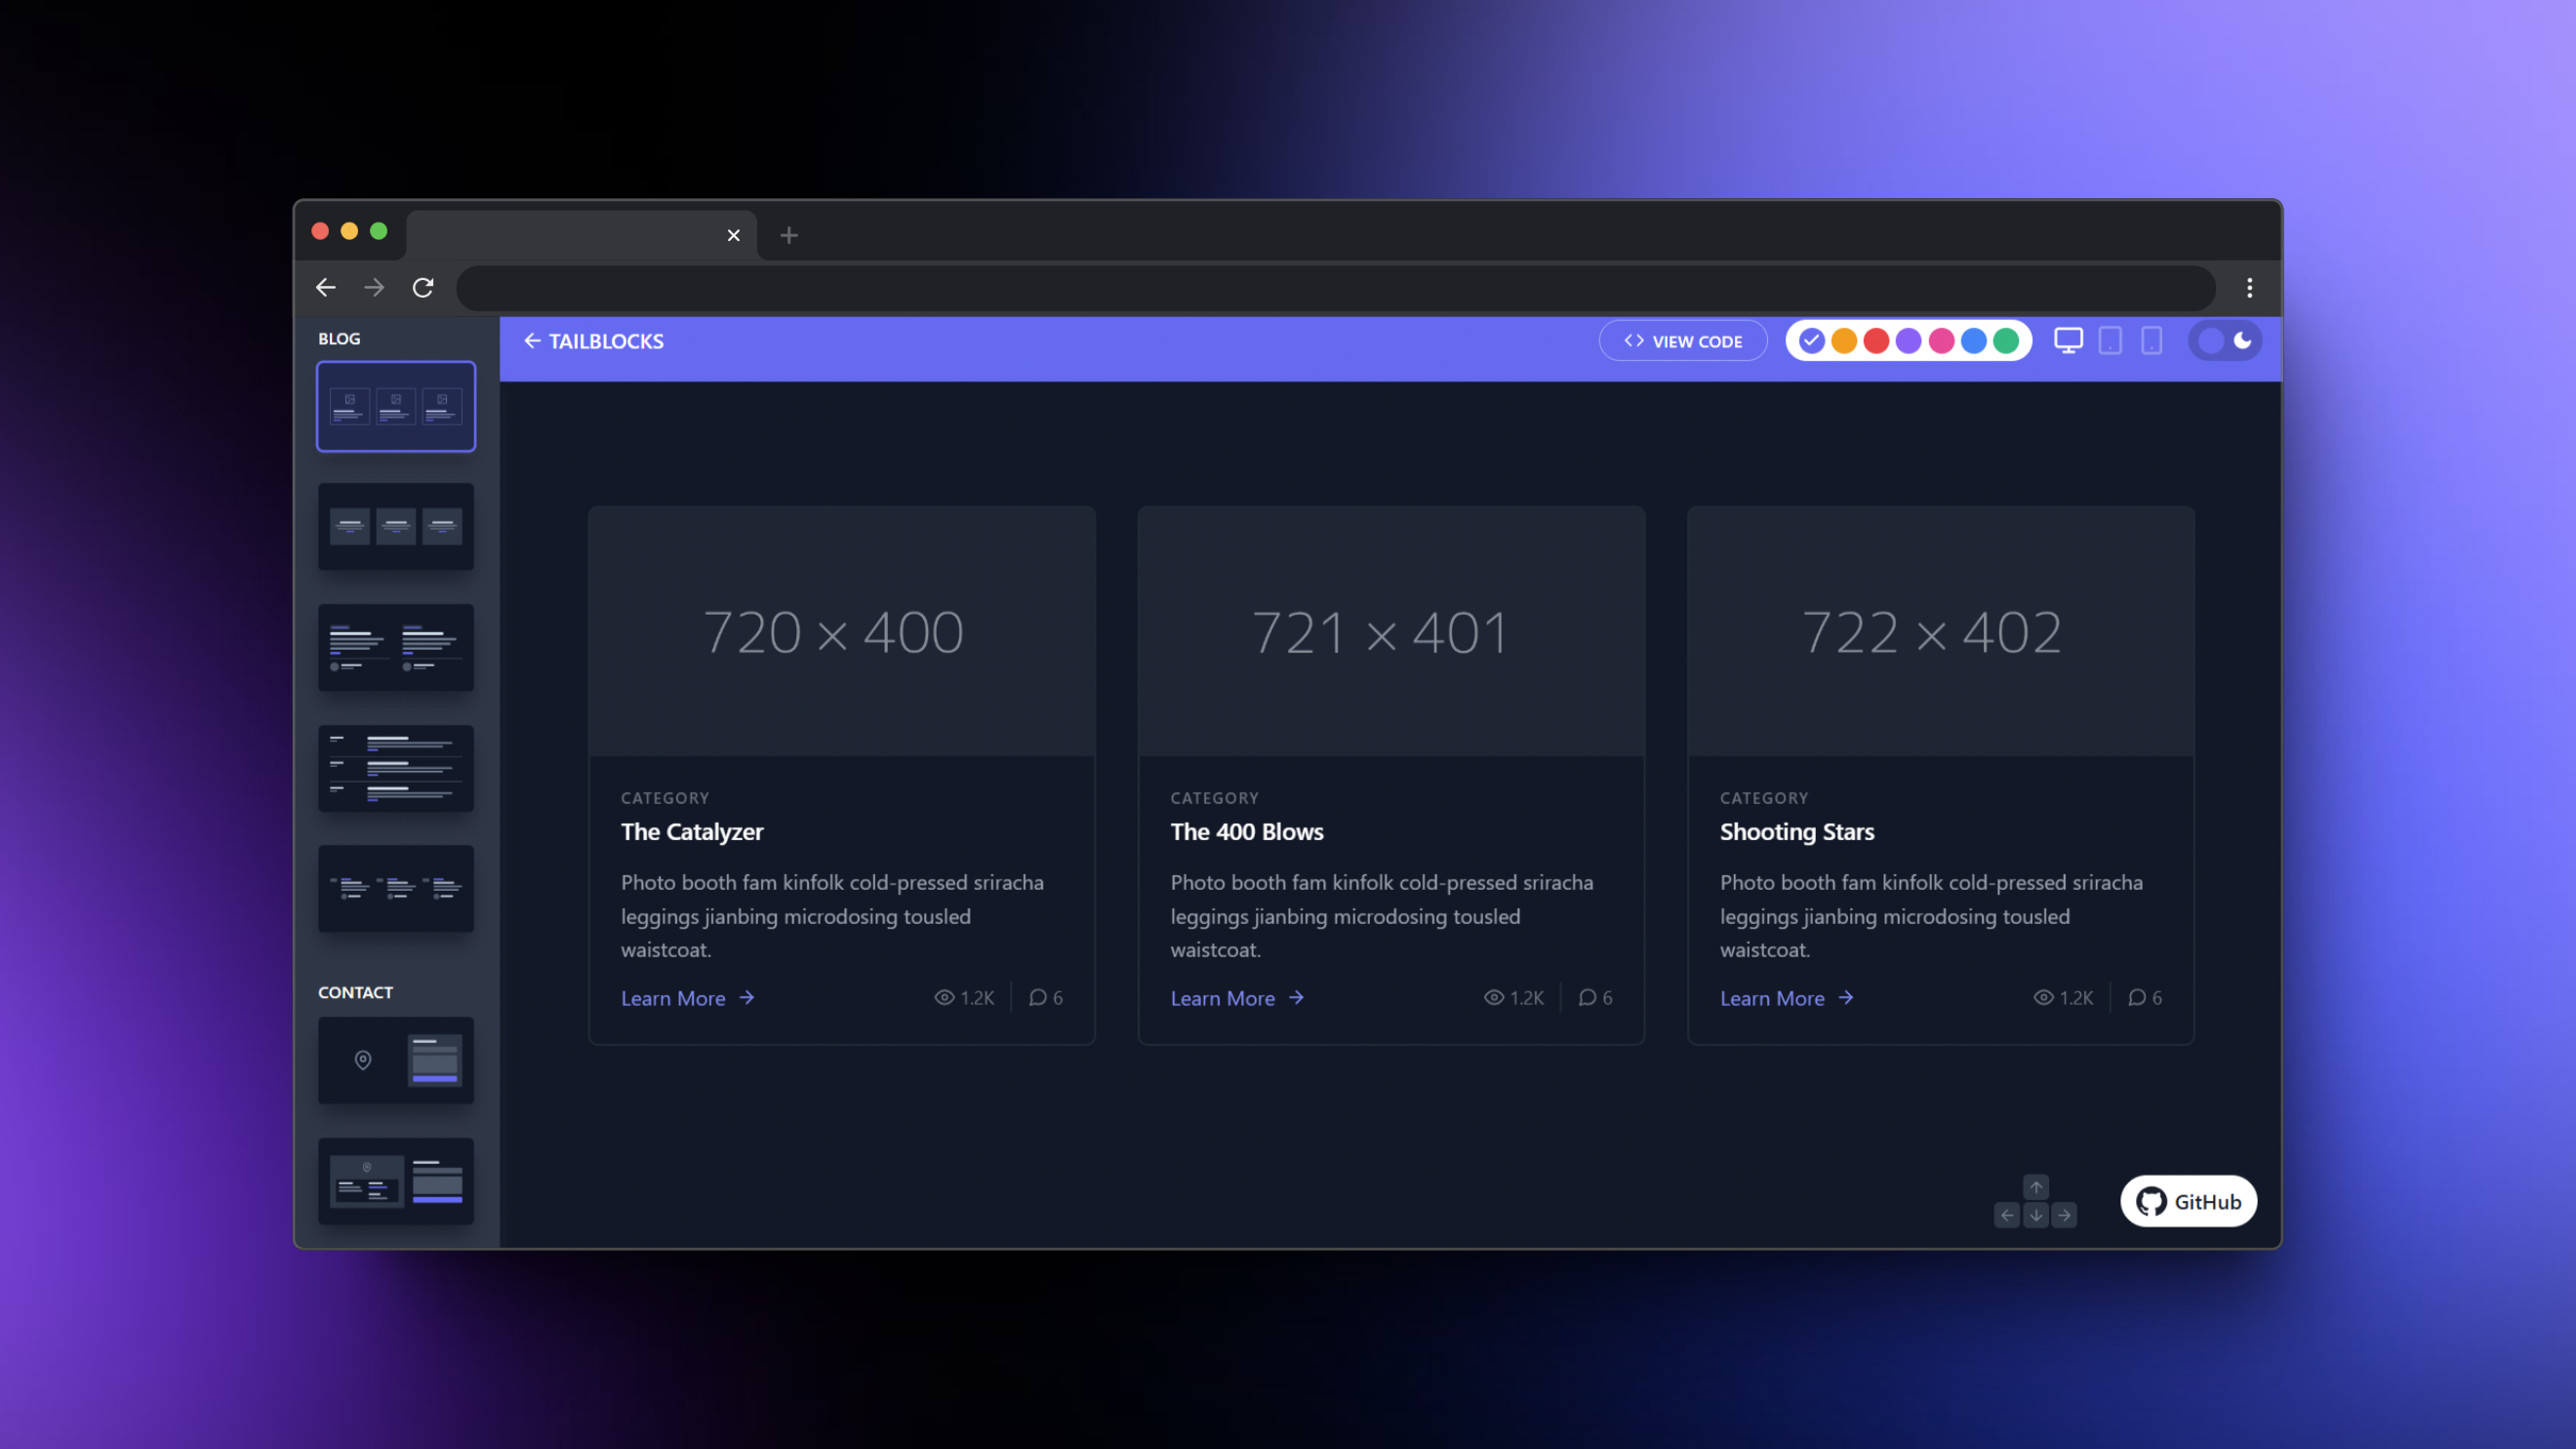 BLOG
TAILBLOCKS
VIEW CODE
720 × 400
CATEGORY
The Catalyzer
Photo booth fam kinfolk cold-pressed sriracha
leggings jianbing microdosing tousled
waistcoat.
Learn More
1.2K
6
721 × 401
CATEGORY
The 400 Blows
Photo booth fam kinfolk cold-pressed sriracha
leggings jianbing microdosing tousled
waistcoat.
Learn More
1.2K
6
722 × 402
CATEGORY
Shooting Stars
Photo booth fam kinfolk cold-pressed sriracha
leggings jianbing microdosing tousled
waistcoat.
Learn More
1.2K
6
CONTACT
GitHub